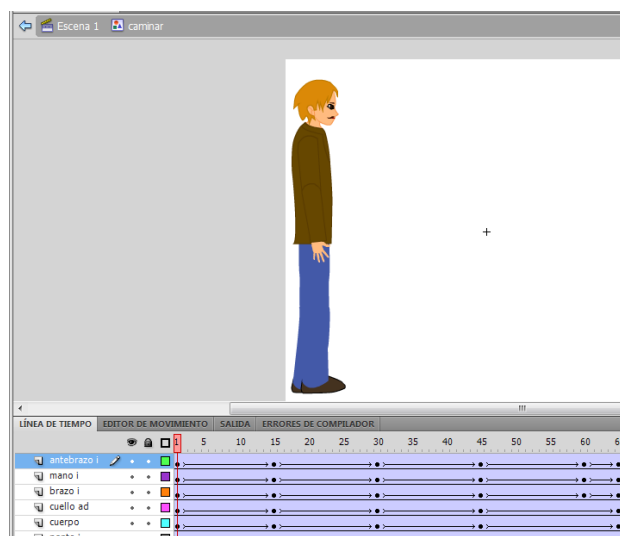 Escena 1 caminar
LÍNEA DE TIEMPO EDITOR DE MOVIMIENTO SALIDA ERRORES DE COMPILADOR
1 5 10 15 20 25 30 35 40 45 50 55 60
antebrazo i
mano i
brazo i
cuello ad
cuerpo